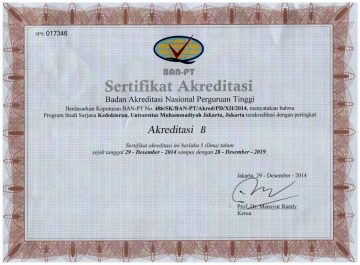 SPS: 017346
BAN-PT
Sertifikat Akreditasi
Badan Akreditasi Nasional Perguruan Tinggi
Berdasarkan Keputusan BAN-PT No. 486/SK/BAN-PT/Akred/PD/XII/2014, menyatakan bahwa
Program Studi Sarjana Kedokteran, Universitas Muhammadiyah Jakarta, Jakarta terakreditasi dengan peringkat
Akreditasi B
Sertifikat akreditasi ini berlaku 5 (lima) tahun
sejak tanggal 29 - Desember - 2014 sampai dengan 28 - Desember - 2019.
Jakarta, 29 - Desember - 2014
Prof. Dr. Mansyur Ramly
Ketua